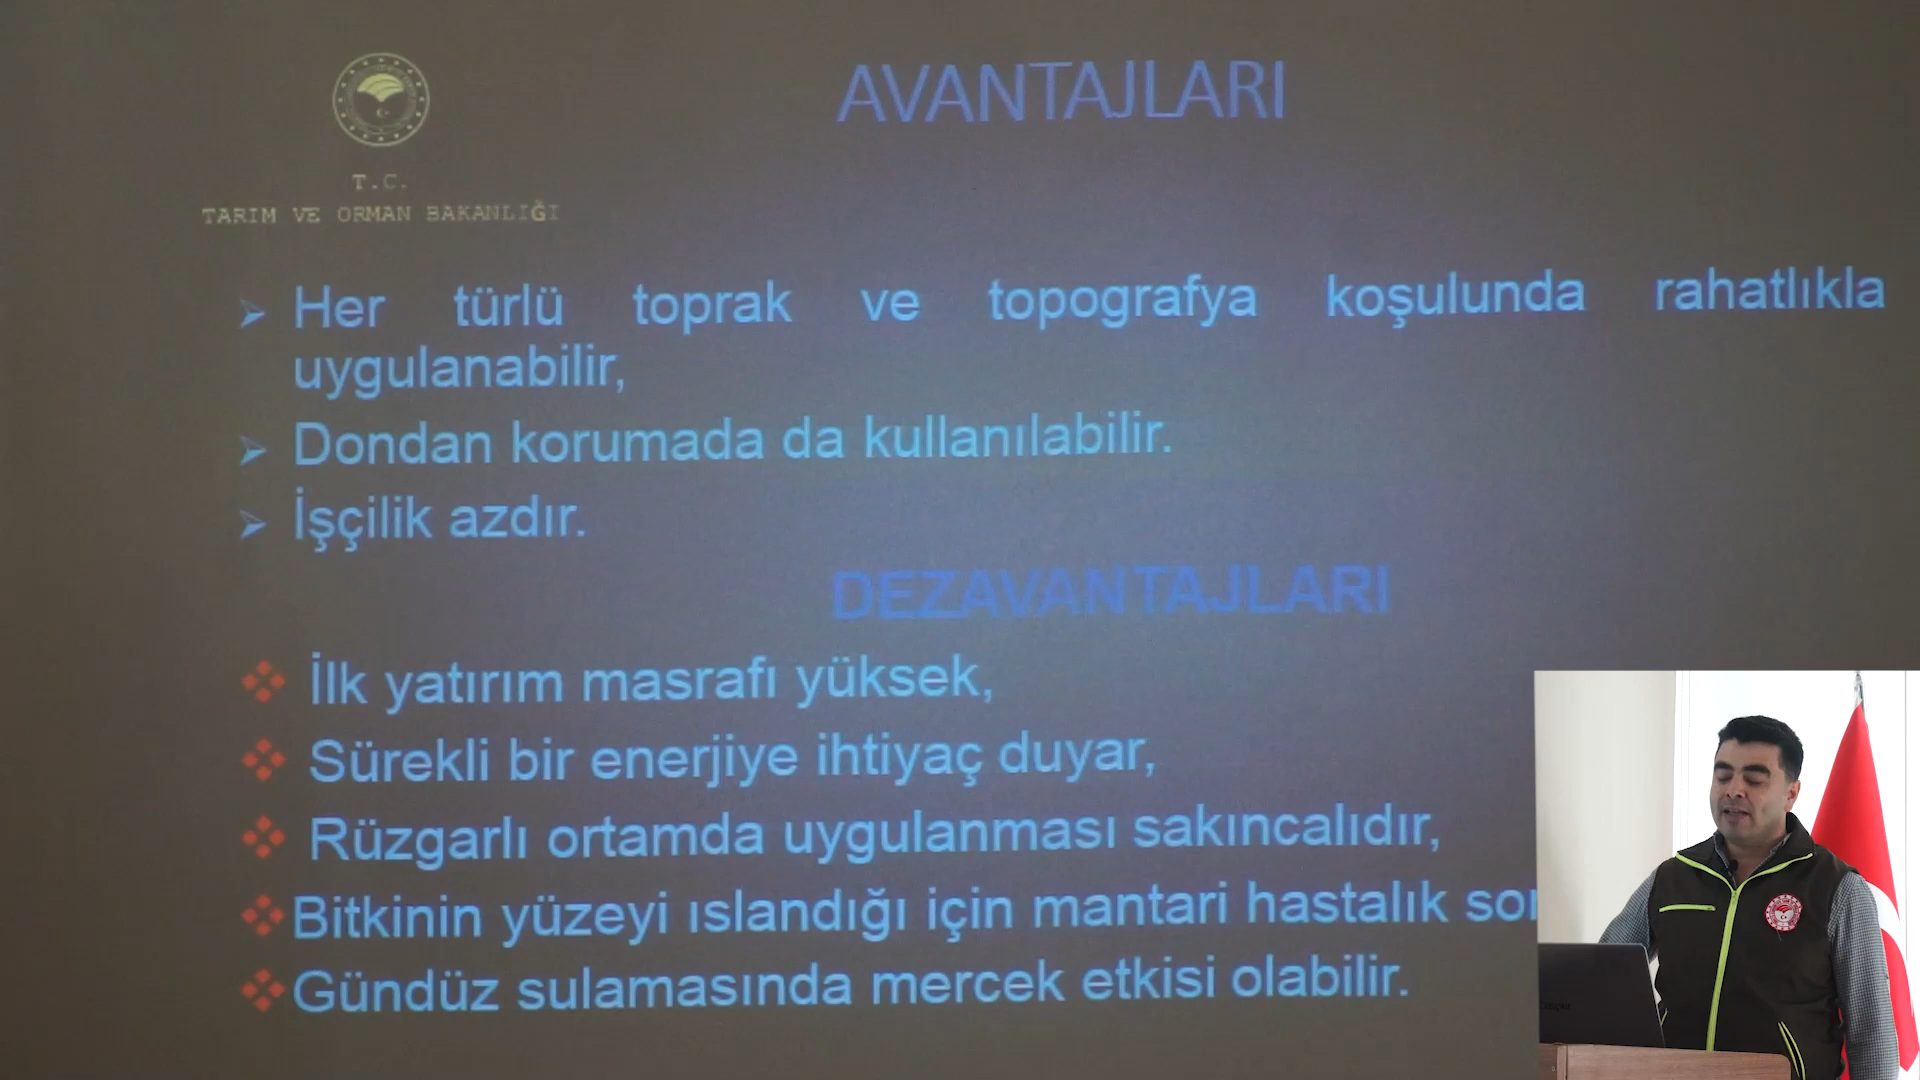 AVANTAJLARI
T.C.
TARIM VE ORMAN BAKANLIĞI
Her türlü toprak ve topografya koşulunda rahatlıkla
uygulanabilir,
Dondan korumada da kullanılabilir.
İşçilik azdır.
DEZAVANTAJLARI
İlk yatırım masrafı yüksek,
Sürekli bir enerjiye ihtiyaç duyar,
Rüzgarlı ortamda uygulanması sakıncalıdır,
Bitkinin yüzeyi ıslandığı için mantari hastalık
Gündüz sulamasında mercek etkisi olabilir.